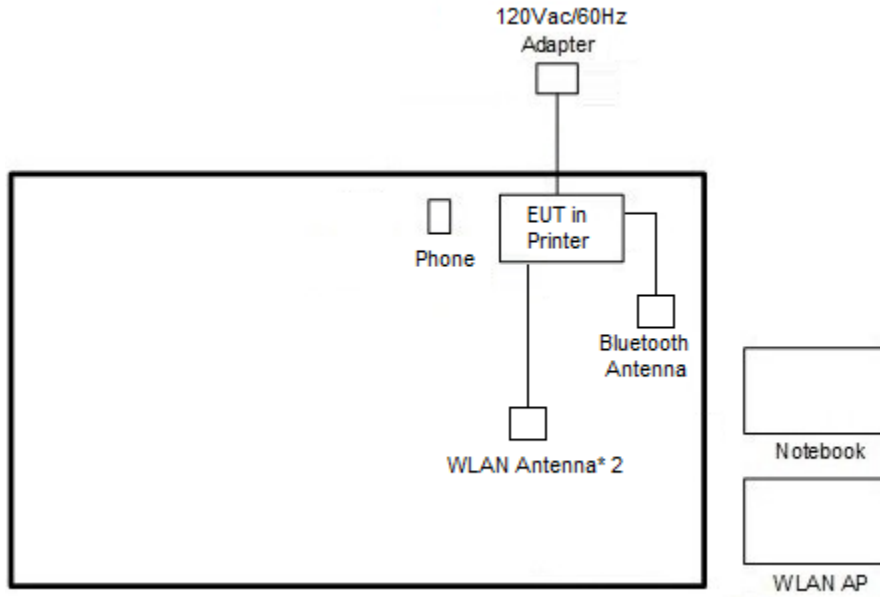 120Vac/60Hz
Adapter
EUT in
Printer
Phone
Bluetooth
Antenna
WLAN Antenna* 2
Notebook
WLAN AP